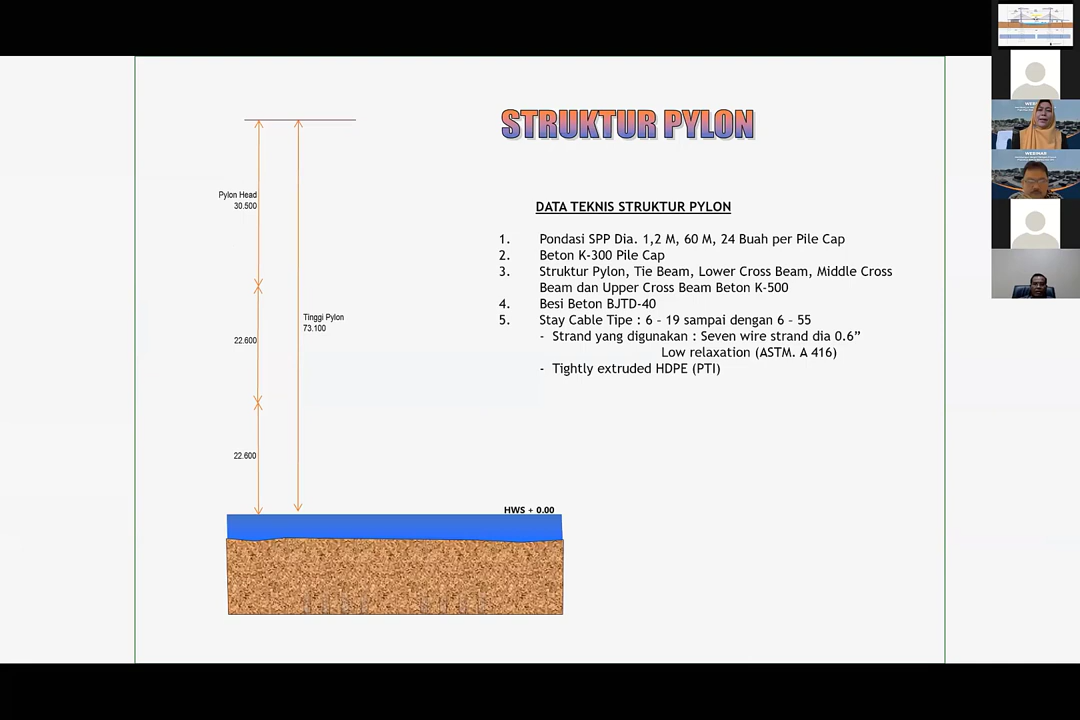 STRUKTUR PYLON
DATA TEKNIS STRUKTUR PYLON
1. Pondasi SPP Dia. 1,2 M, 60 M, 24 Buah per Pile Cap
2. Beton K-300 Pile Cap
3. Struktur Pylon, Tie Beam, Lower Cross Beam, Middle Cross
Beam dan Upper Cross Beam Beton K-500
4. Besi Beton BJTD-40
5. Stay Cable Tipe : 6 – 19 sampai dengan 6 – 55
- Strand yang digunakan : Seven wire strand dia 0.6”
Low relaxation (ASTM. A 416)
- Tightly extruded HDPE (PTI)
Pylon Head
30.500
Tinggi Pylon
73.100
22.600
22.600
HWS + 0.00
WEBINAR